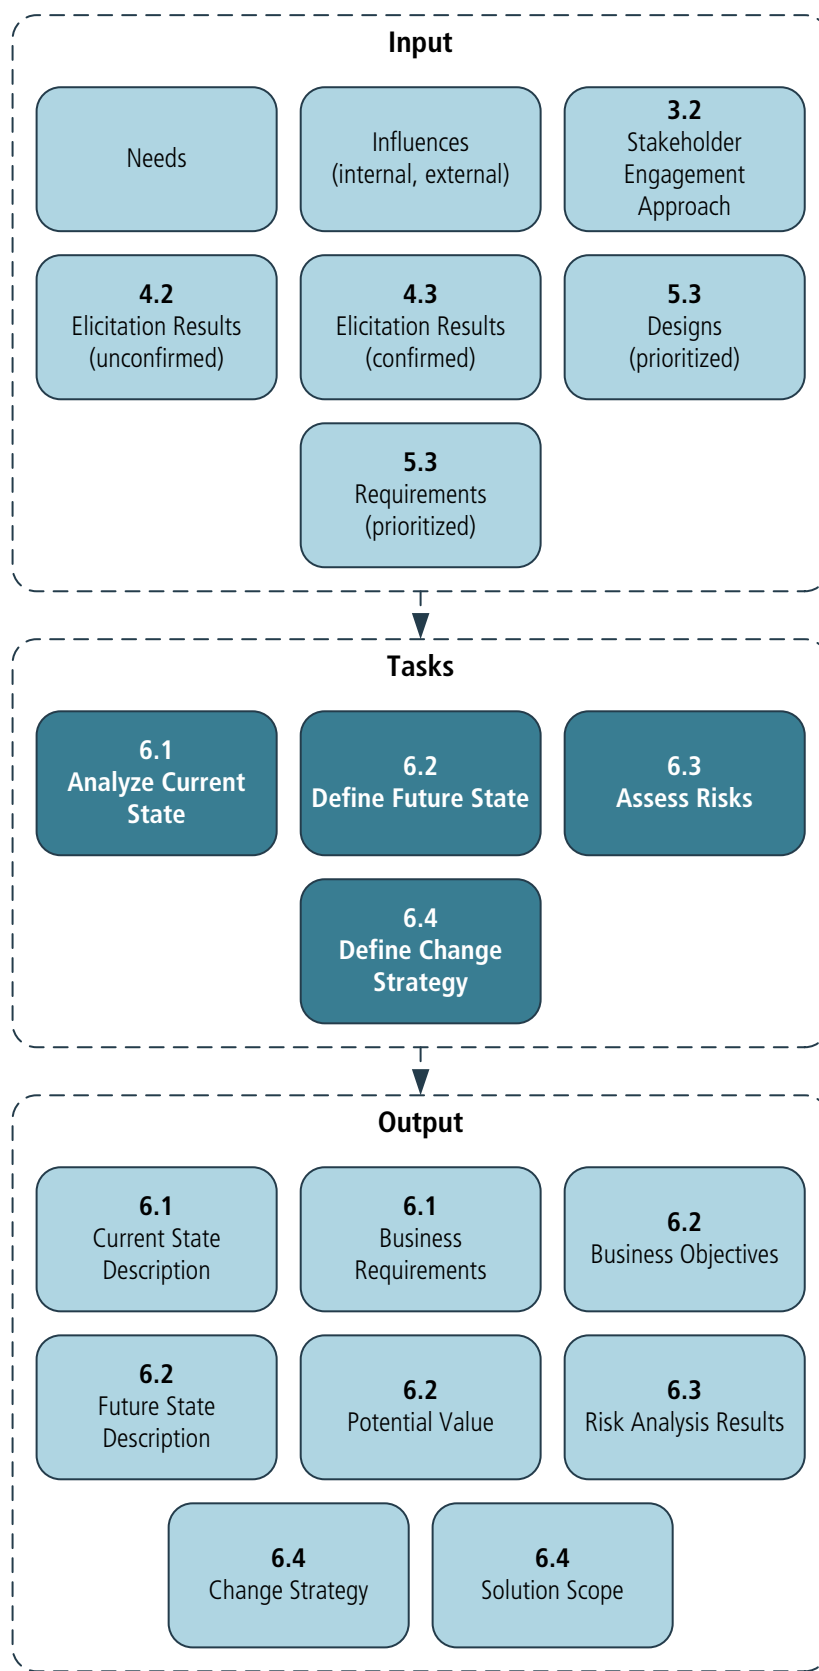 Input
Needs
Influences
(internal, external)
3.2
Stakeholder
Engagement
Approach
4.2
Elicitation Results
(unconfirmed)
4.3
Elicitation Results
(confirmed)
5.3
Designs
(prioritized)
5.3
Requirements
(prioritized)
Tasks
6.1
Analyze Current
State
6.2
Define Future State
6.3
Assess Risks
6.4
Define Change
Strategy
Output
6.1
Current State
Description
6.1
Business
Requirements
6.2
Business Objectives
6.2
Future State
Description
6.2
Potential Value
6.3
Risk Analysis Results
6.4
Change Strategy
6.4
Solution Scope